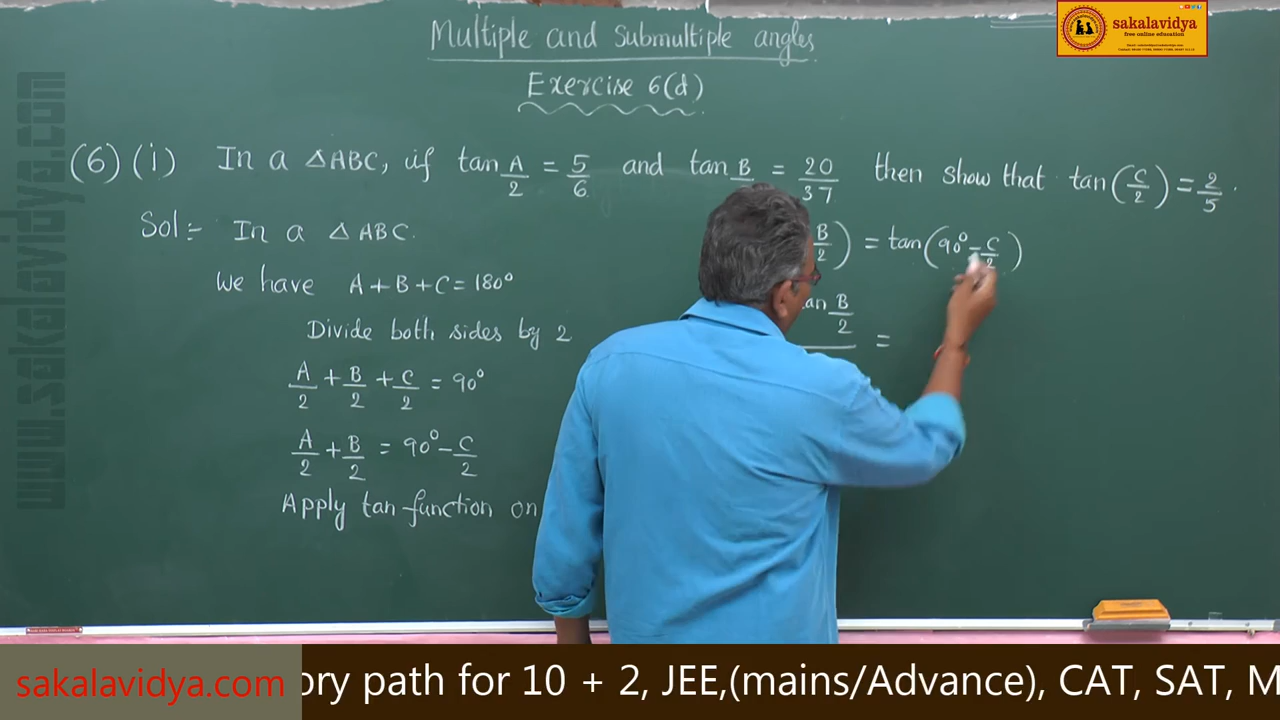 Multiple and Submultiple angles.
Exercise 6(d)
(6) (i) In a △ABC, if tan A/2 = 5/6 and tan B = 20/37 then show that tan(C/2) = 2/5.
Sol:- In a △ABC.
We have A+B+C = 180°
Divide both sides by 2
A/2 + B/2 + C/2 = 90°
A/2 + B/2 = 90° - C/2
Apply tan function on
B/2) = tan(90° - C/2)
an B/2 =
sakalavidya
free online education
www.sakalavidya.com
sakalavidya.com
ory path for 10 + 2, JEE,(mains/Advance), CAT, SAT, M